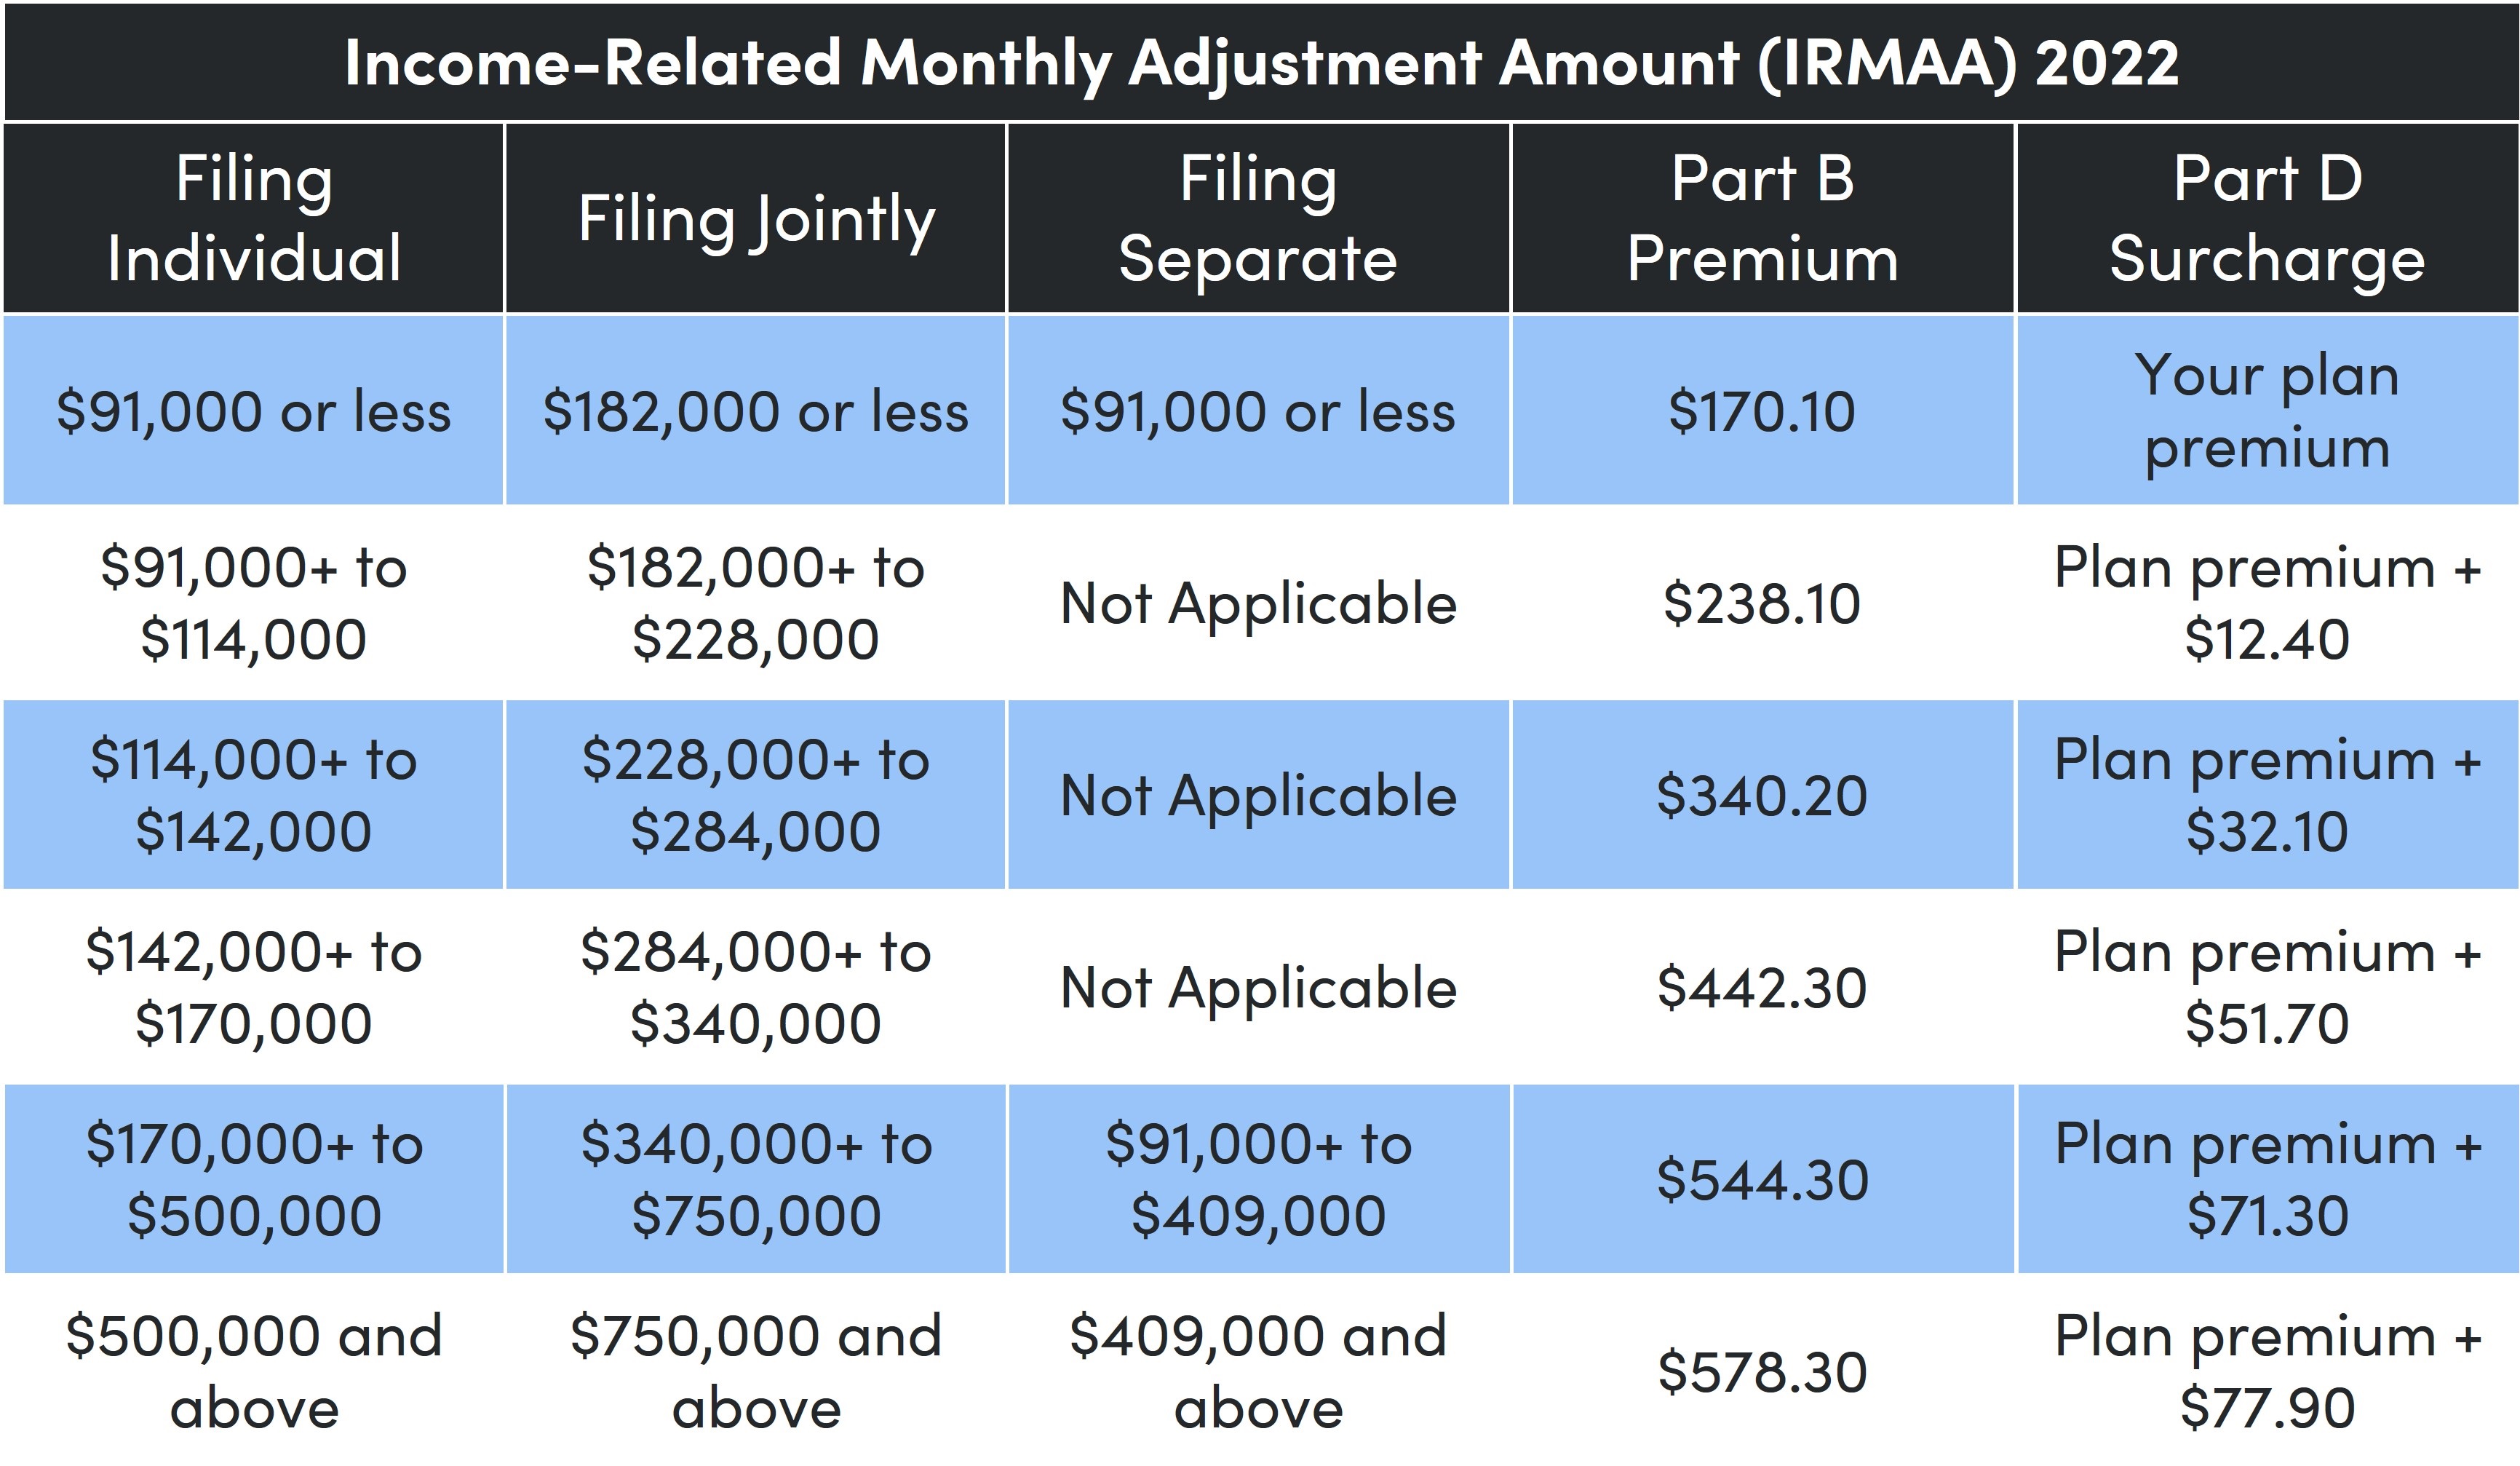 Income-Related Monthly Adjustment Amount (IRMAA) 2022
Filing
Individual
Filing Jointly
Filing
Separate
Part B
Premium
Part D
Surcharge
$91,000 or less
$182,000 or less
$91,000 or less
$170.10
Your plan
premium
$91,000+ to
$114,000
$182,000+ to
$228,000
Not Applicable
$238.10
Plan premium +
$12.40
$114,000+ to
$142,000
$228,000+ to
$284,000
Not Applicable
$340.20
Plan premium +
$32.10
$142,000+ to
$170,000
$284,000+ to
$340,000
Not Applicable
$442.30
Plan premium +
$51.70
$170,000+ to
$500,000
$340,000+ to
$750,000
$91,000+ to
$409,000
$544.30
Plan premium +
$71.30
$500,000 and
above
$750,000 and
above
$409,000 and
above
$578.30
Plan premium +
$77.90